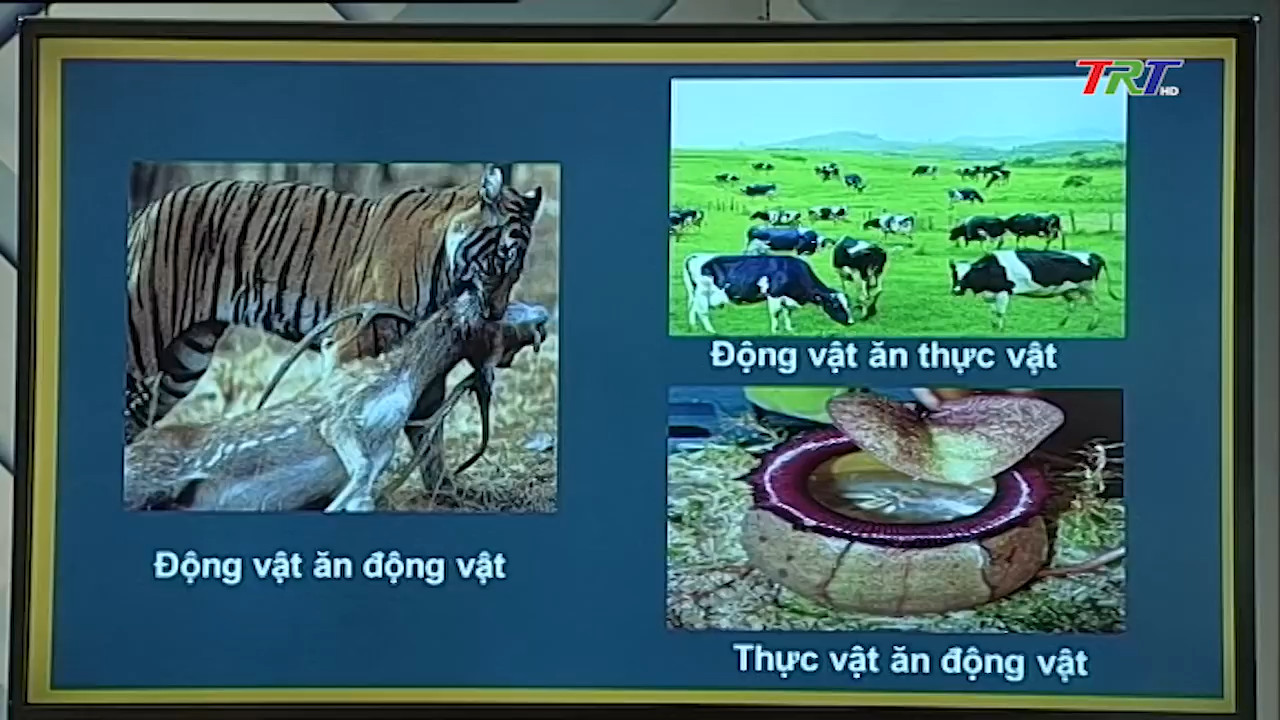 TRT HD
Động vật ăn thực vật
Động vật ăn động vật
Thực vật ăn động vật